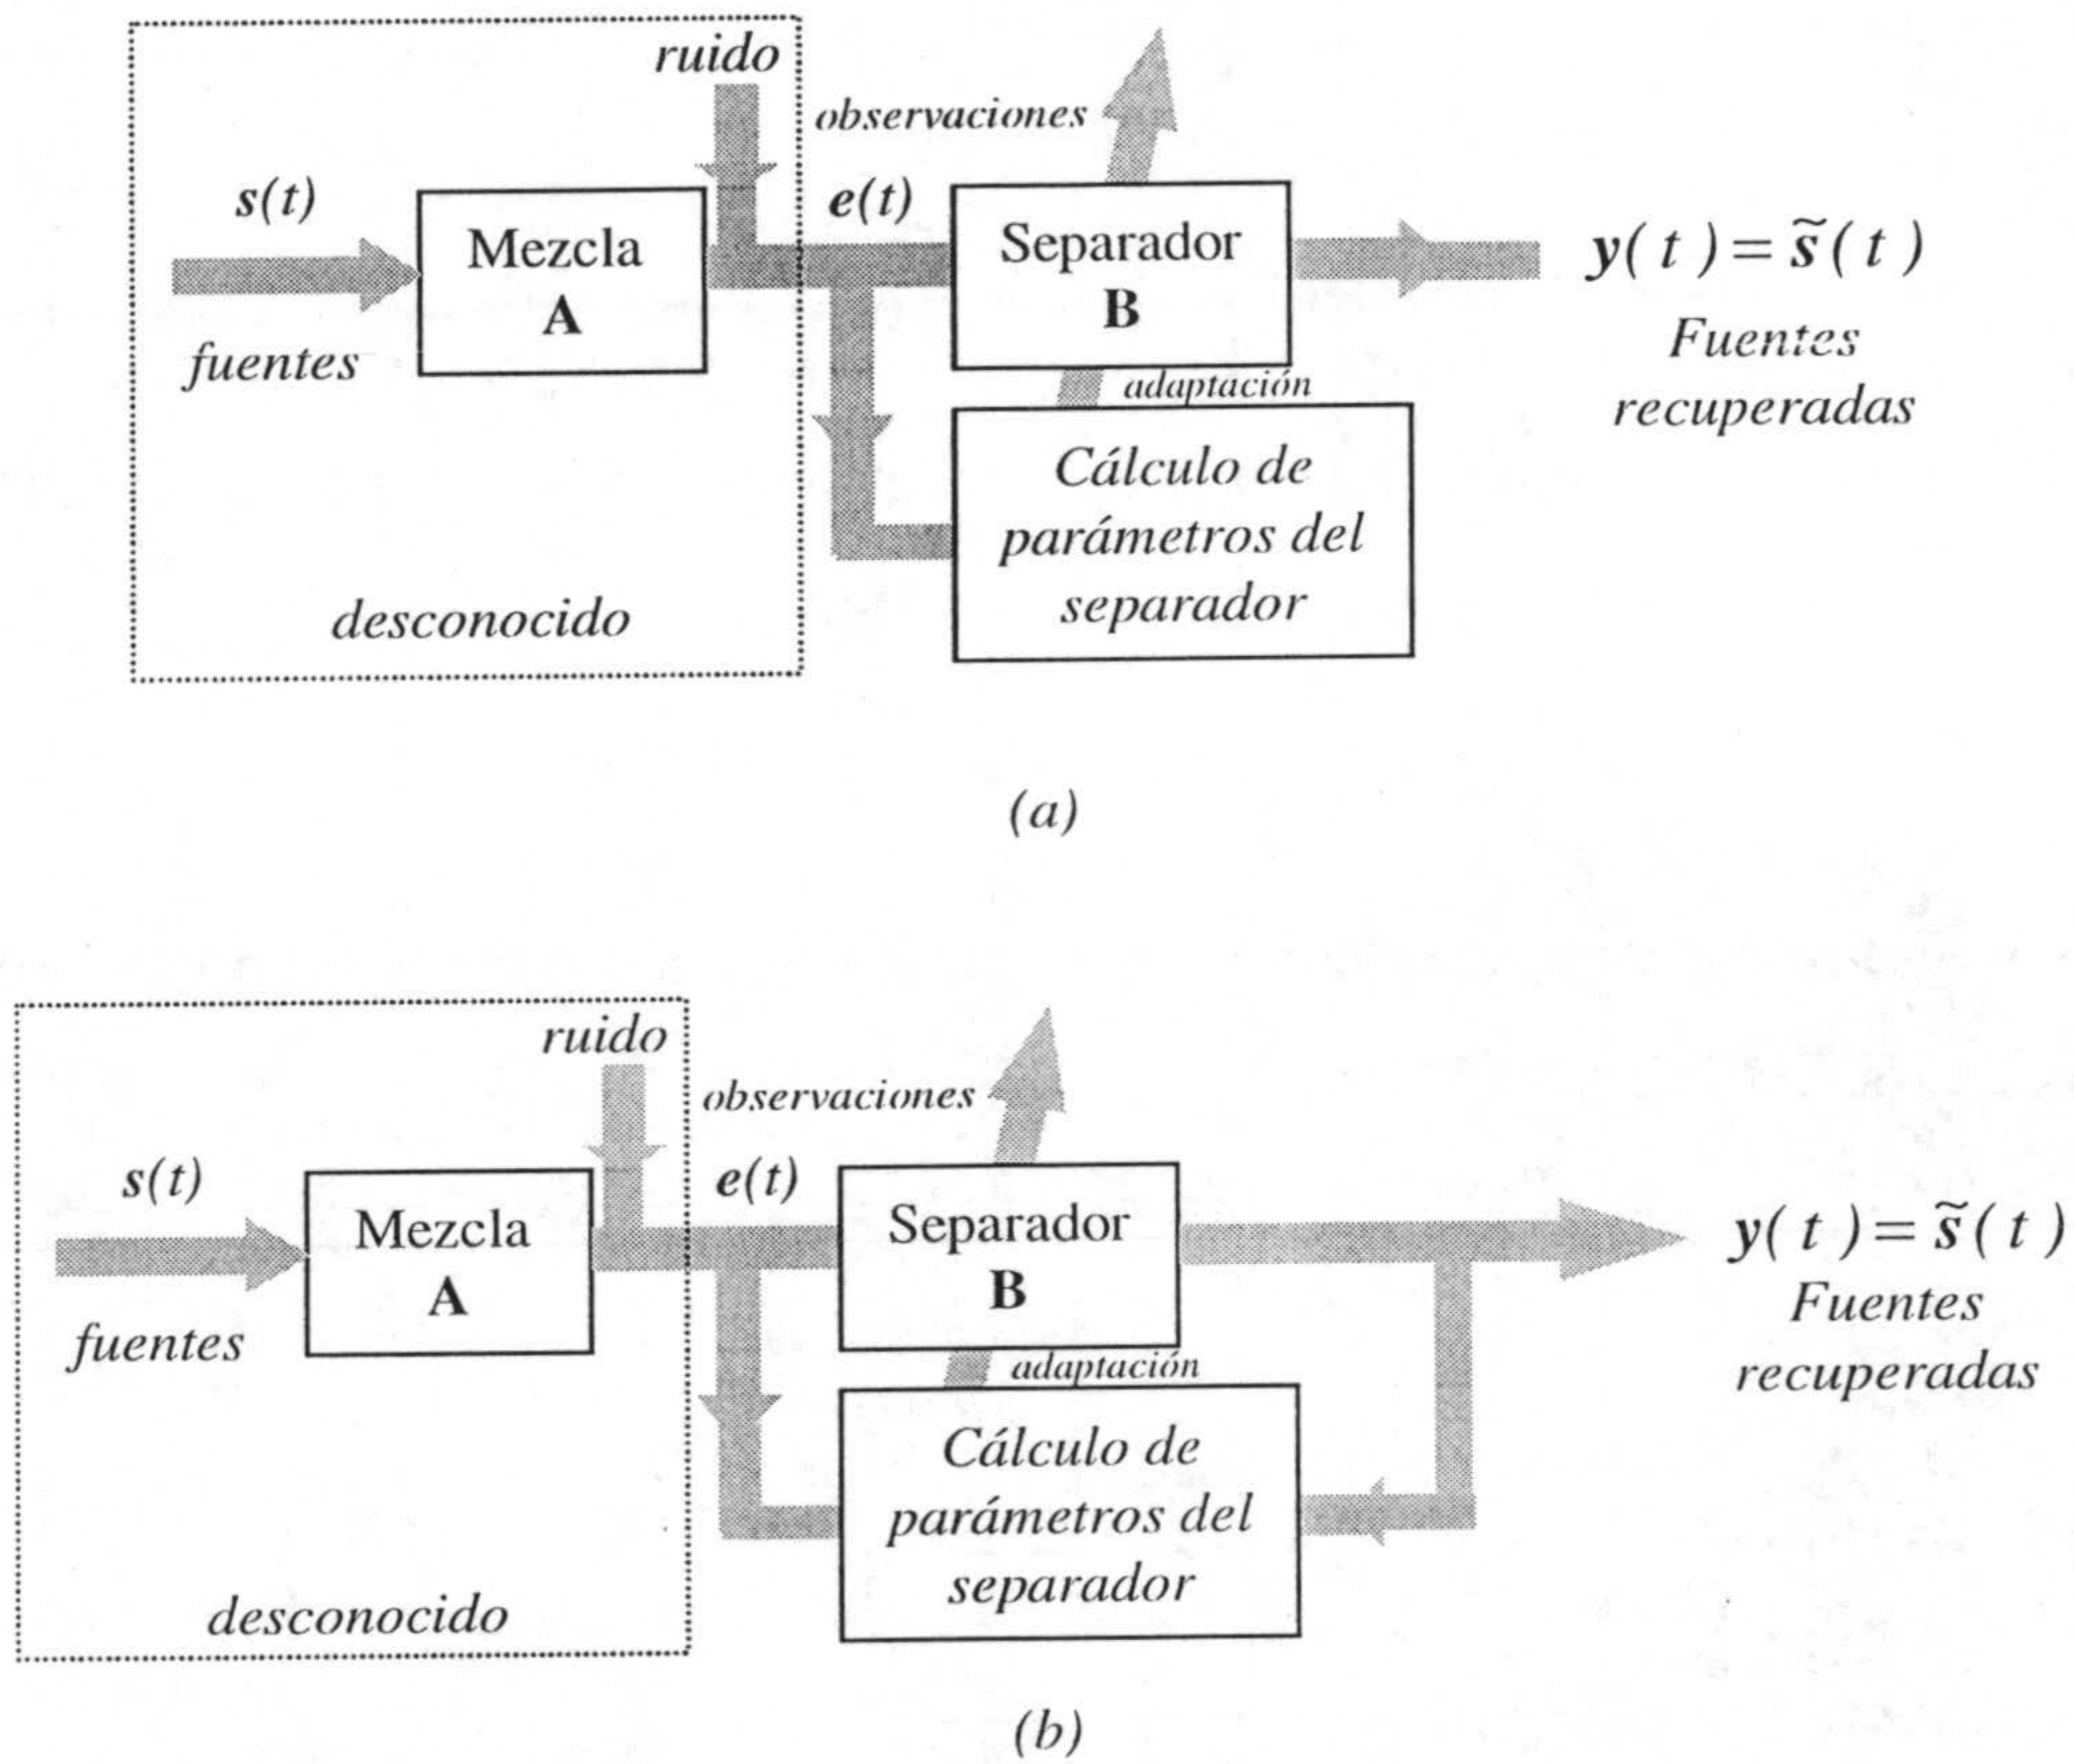 ruido
observaciones
s(t)
e(t)
Mezcla
A
Separador
B
y( t ) = s̃ ( t )
fuentes
Fuentes
recuperadas
adaptación
Cálculo de
parámetros del
separador
desconocido
(a)
ruido
observaciones
s(t)
e(t)
Mezcla
A
Separador
B
y( t ) = s̃ ( t )
fuentes
Fuentes
recuperadas
adaptación
Cálculo de
parámetros del
separador
desconocido
(b)